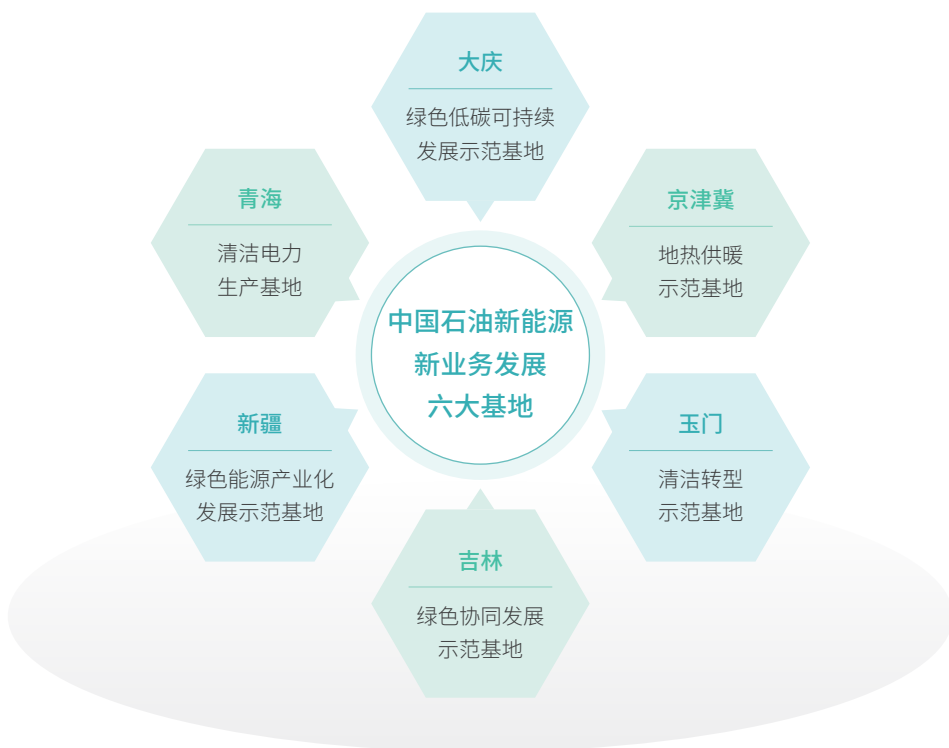 大庆
绿色低碳可持续
发展示范基地
青海
清洁电力
生产基地
京津冀
地热供暖
示范基地
中国石油新能源
新业务发展
六大基地
新疆
绿色能源产业化
发展示范基地
玉门
清洁转型
示范基地
吉林
绿色协同发展
示范基地